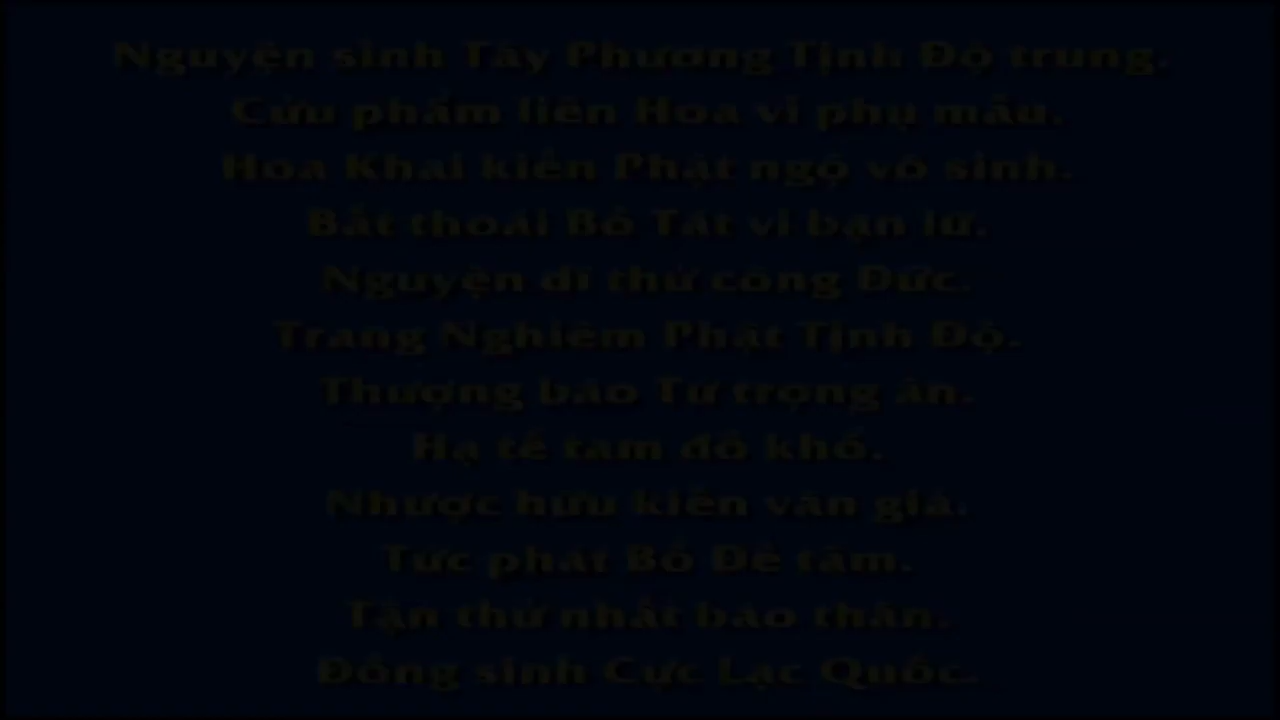 Nguyện sinh Tây Phương Tịnh Độ trung.
Cửu phẩm liên Hoa vi phụ mẫu.
Hoa Khai kiến Phật ngộ vô sinh.
Bất thoái Bồ Tát vi bạn lữ.
Nguyện dĩ thử công Đức.
Trang Nghiêm Phật Tịnh Độ.
Thượng báo Tứ trọng ân.
Hạ tế tam đồ khổ.
Nhược hữu kiến văn giả.
Tức phát Bồ Đề tâm.
Tận thử nhất báo thân.
Đồng sinh Cực Lạc Quốc.